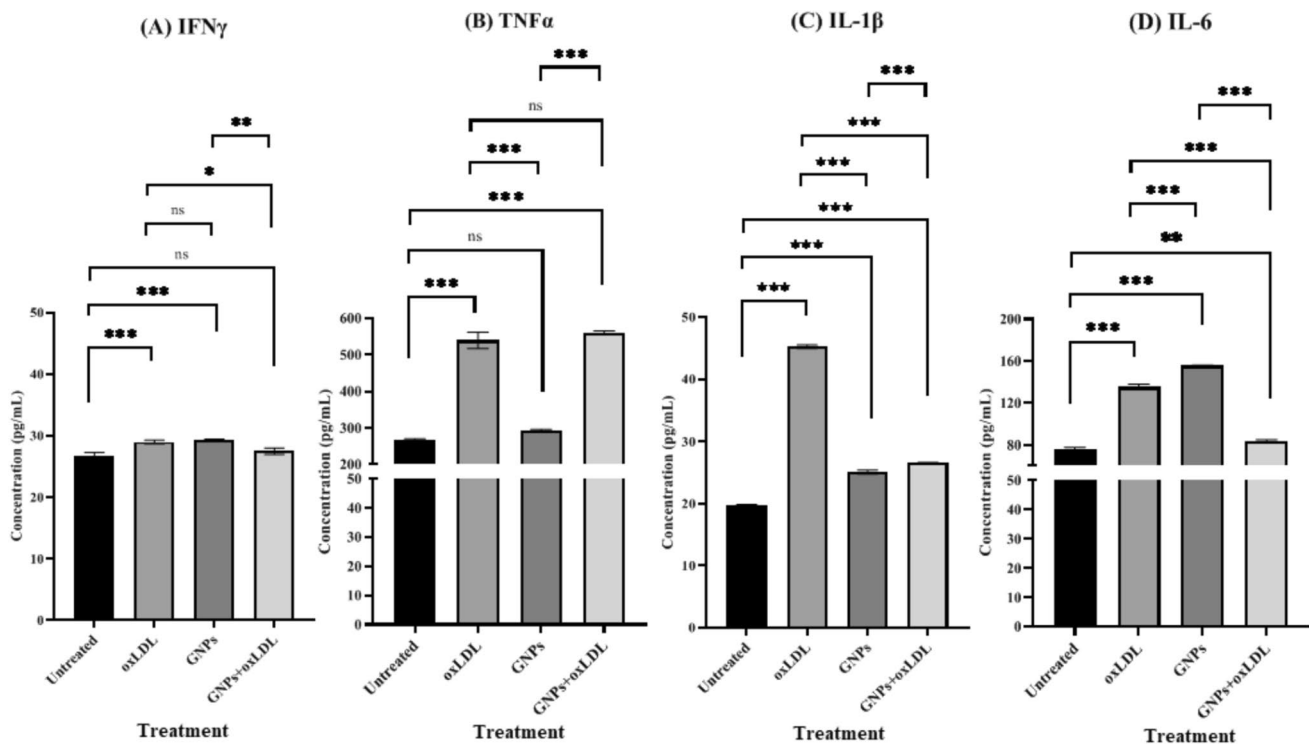 (A) IFNγ
**
*
ns
ns
***
***
Concentration (pg/mL)
50
40
30
20
10
0
Untreated
oxLDL
GNPs
GNPs+oxLDL
Treatment
(B) TNFα
***
ns
***
***
ns
***
Concentration (pg/mL)
600
500
400
300
200
50
40
30
20
10
0
Untreated
oxLDL
GNPs
GNPs+oxLDL
Treatment
(C) IL-1β
***
***
***
***
***
***
Concentration (pg/mL)
50
40
30
20
10
0
Untreated
oxLDL
GNPs
GNPs+oxLDL
Treatment
(D) IL-6
***
***
***
**
***
***
Concentration (pg/mL)
200
160
120
80
50
40
30
20
10
0
Untreated
oxLDL
GNPs
GNPs+oxLDL
Treatment